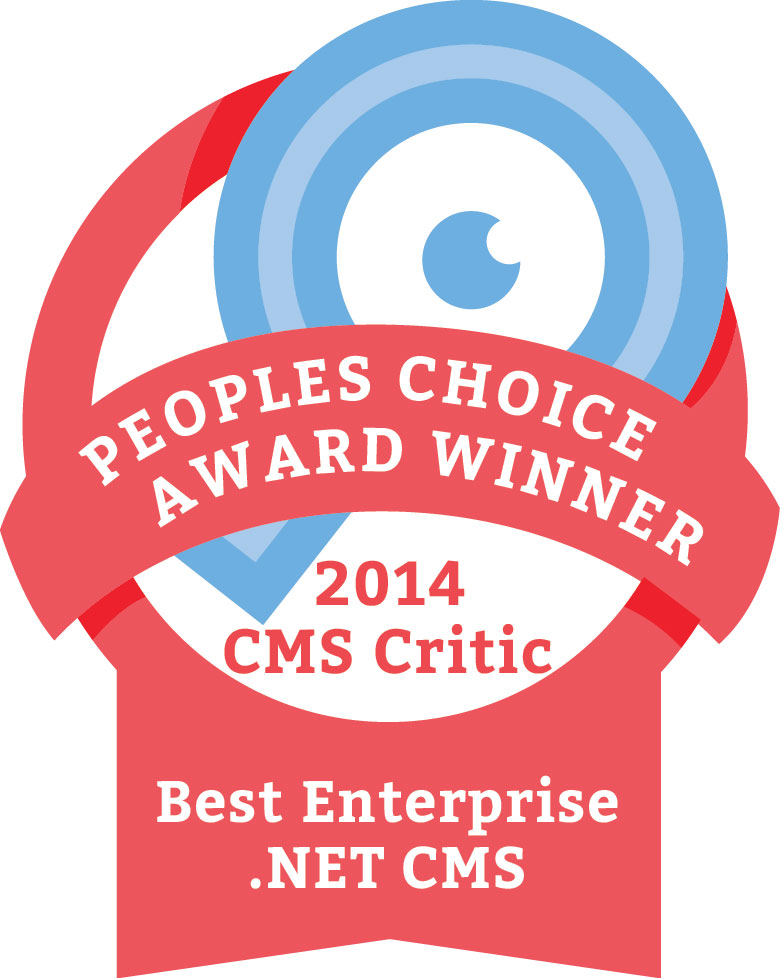 PEOPLES CHOICE
AWARD WINNER
2014
CMS Critic
Best Enterprise
.NET CMS